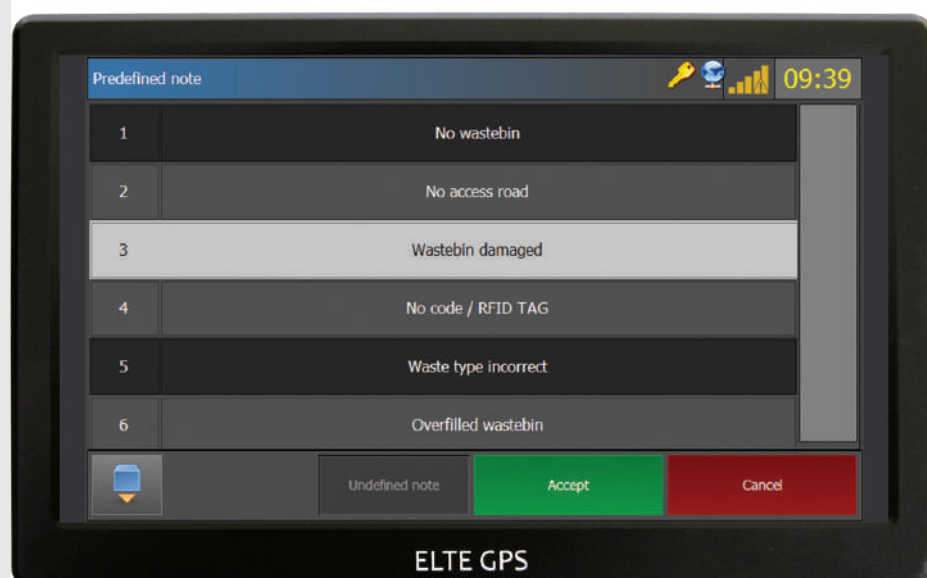 Predefined note
09:39
1 No wastebin
2 No access road
3 Wastebin damaged
4 No code / RFID TAG
5 Waste type incorrect
6 Overfilled wastebin
Undefined note Accept Cancel
ELTE GPS